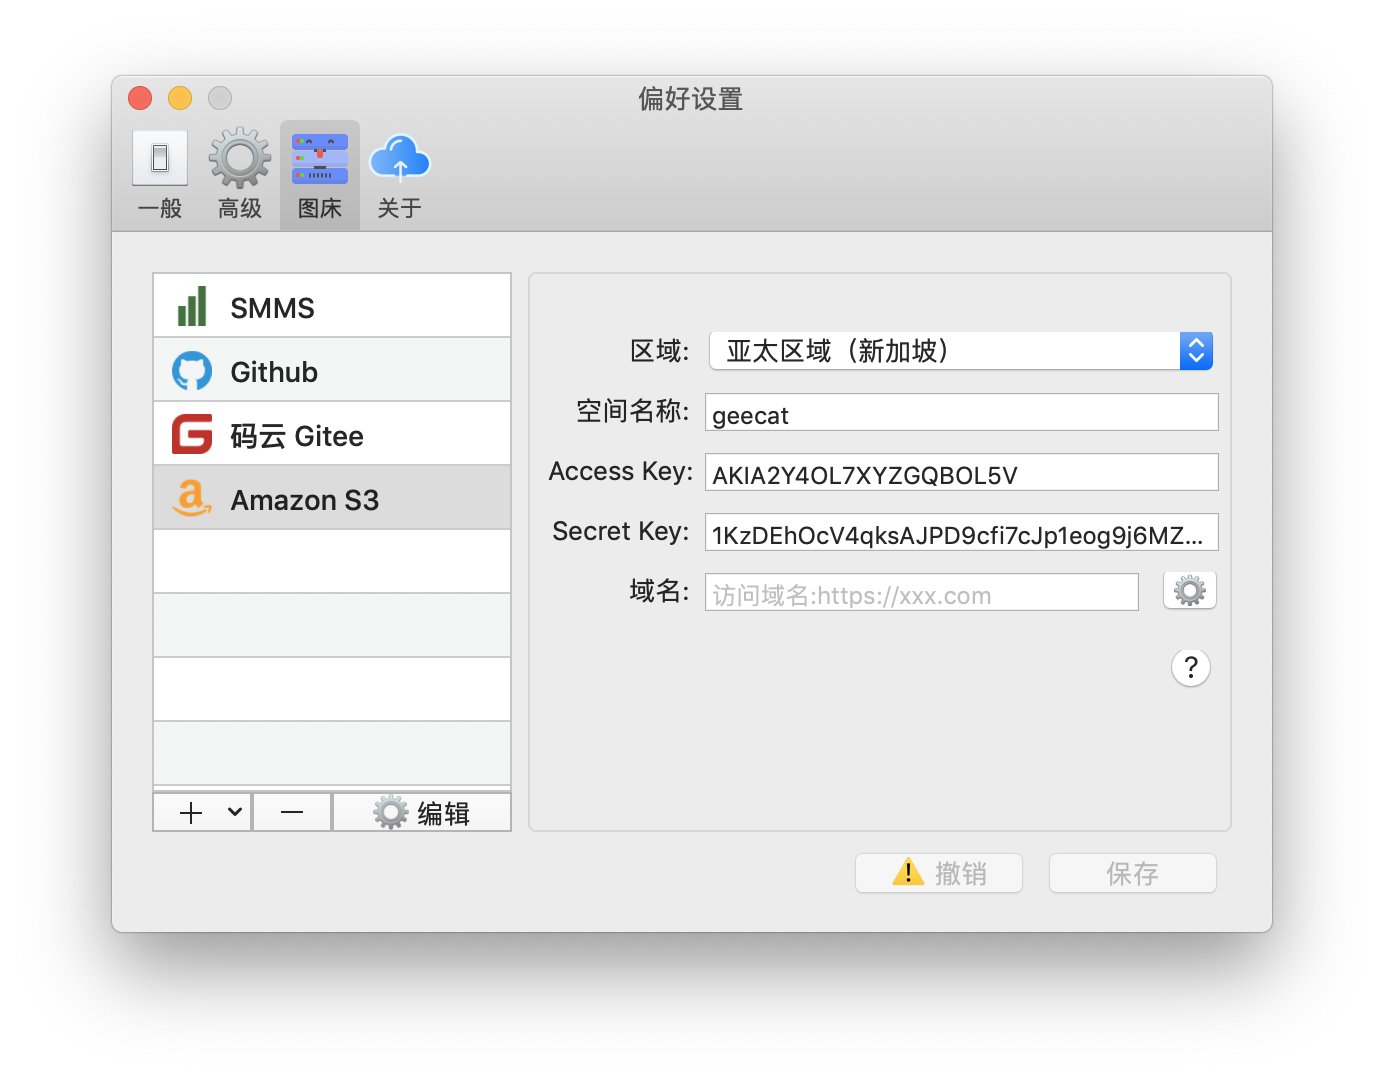 偏好设置
一般
高级
图床
关于
SMMS
Github
码云 Gitee
Amazon S3
编辑
区域:
亚太区域（新加坡）
空间名称:
geecat
Access Key:
AKIA2Y4OL7XYZGQBOL5V
Secret Key:
1KzDEhOcV4qksAJPD9cfi7cJp1eog9j6MZ...
域名:
访问域名:https://xxx.com
?
撤销
保存